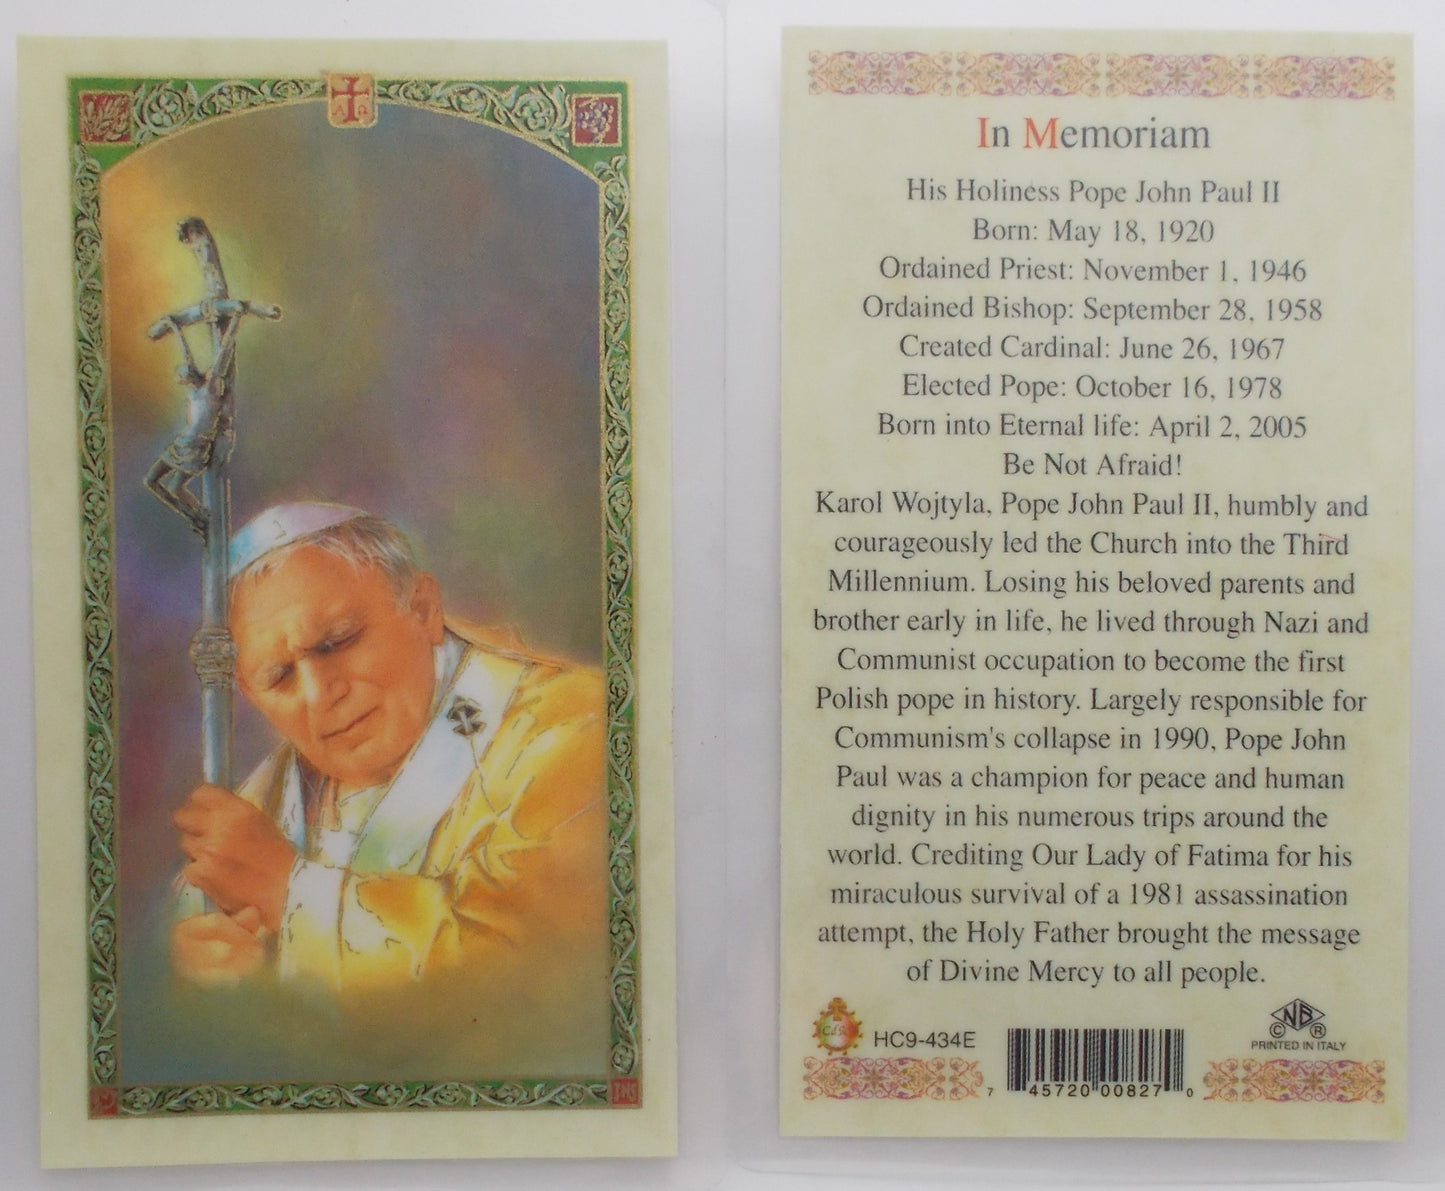 A Ω
In Memoriam
His Holiness Pope John Paul II
Born: May 18, 1920
Ordained Priest: November 1, 1946
Ordained Bishop: September 28, 1958
Created Cardinal: June 26, 1967
Elected Pope: October 16, 1978
Born into Eternal life: April 2, 2005
Be Not Afraid!
Karol Wojtyla, Pope John Paul II, humbly and
courageously led the Church into the Third
Millennium. Losing his beloved parents and
brother early in life, he lived through Nazi and
Communist occupation to become the first
Polish pope in history. Largely responsible for
Communism's collapse in 1990, Pope John
Paul was a champion for peace and human
dignity in his numerous trips around the
world. Crediting Our Lady of Fatima for his
miraculous survival of a 1981 assassination
attempt, the Holy Father brought the message
of Divine Mercy to all people.
HC9-434E
NB
© ®
PRINTED IN ITALY
7 45720 00827 0